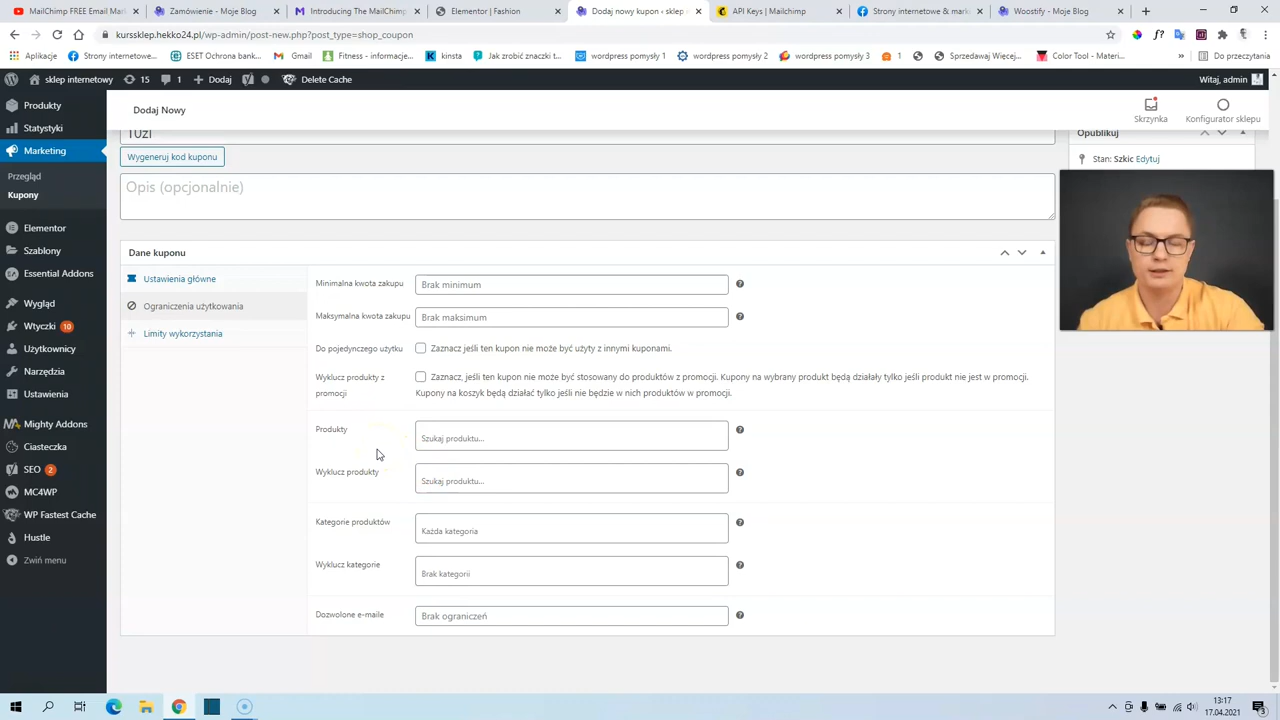 MailChimp FREE Email Mark
Zamówienie - Moje Blog
Introducing The MailChimp
Elementor | Fashion
Dodaj nowy kupon ‹ sklep i
API Keys | Mailchimp
Strony internetowe & mark
Woostify - Moje Blog
kurssklep.hekko24.pl/wp-admin/post-new.php?post_type=shop_coupon
Aplikacje
Strony internetowe...
ESET Ochrona bank...
Gmail
Fitness - informacje...
kinsta
Jak zrobić znaczki t...
wordpress pomysły 1
wordpress pomysły 2
wordpress pomysły 3
1
Sprzedawaj Więcej...
Color Tool - Materi...
»
Do przeczytania
sklep internetowy
15
1
Dodaj
Delete Cache
Witaj, admin
Produkty
Statystyki
Marketing
Przegląd
Kupony
Elementor
Szablony
Essential Addons
Wygląd
Wtyczki 10
Użytkownicy
Narzędzia
Ustawienia
Mighty Addons
Ciasteczka
SEO 2
MC4WP
WP Fastest Cache
Hustle
Zwiń menu
Dodaj Nowy
Skrzynka
Konfigurator sklepu
Wygeneruj kod kuponu
Opis (opcjonalnie)
Opublikuj
Stan: Szkic Edytuj
Dane kuponu
Ustawienia główne
Ograniczenia użytkowania
Limity wykorzystania
Minimalna kwota zakupu
Brak minimum
Maksymalna kwota zakupu
Brak maksimum
Do pojedynczego użytku
Zaznacz jeśli ten kupon nie może być użyty z innymi kuponami.
Wyklucz produkty z
promocji
Zaznacz, jeśli ten kupon nie może być stosowany do produktów z promocji. Kupony na wybrany produkt będą działały tylko jeśli produkt nie jest w promocji.
Kupony na koszyk będą działać tylko jeśli nie będzie w nich produktów w promocji.
Produkty
Szukaj produktu...
Wyklucz produkty
Szukaj produktu...
Kategorie produktów
Każda kategoria
Wyklucz kategorie
Brak kategorii
Dozwolone e-maile
Brak ograniczeń
13:17
17.04.2021
3